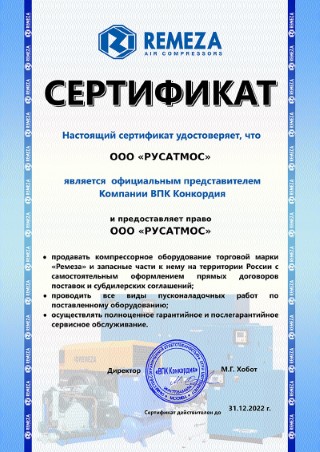 REMEZA
AIR COMPRESSORS
СЕРТИФИКАТ
Настоящий сертификат удостоверяет, что
ООО «РУСАТМОС»
является официальным представителем
Компании ВПК Конкордия
и предоставляет право
ООО «РУСАТМОС»
• продавать компрессорное оборудование торговой марки
«Ремеза» и запасные части к нему на территории России с
самостоятельным оформлением прямых договоров
поставок и субдилерских соглашений;
• проводить все виды пусконаладочных работ по
поставленному оборудованию;
• осуществлять полноценное гарантийное и послегарантийное
сервисное обслуживание.
Директор
«ВПК Конкордия»
М.Г. Хобот
Сертификат действителен до 31.12.2022 г.